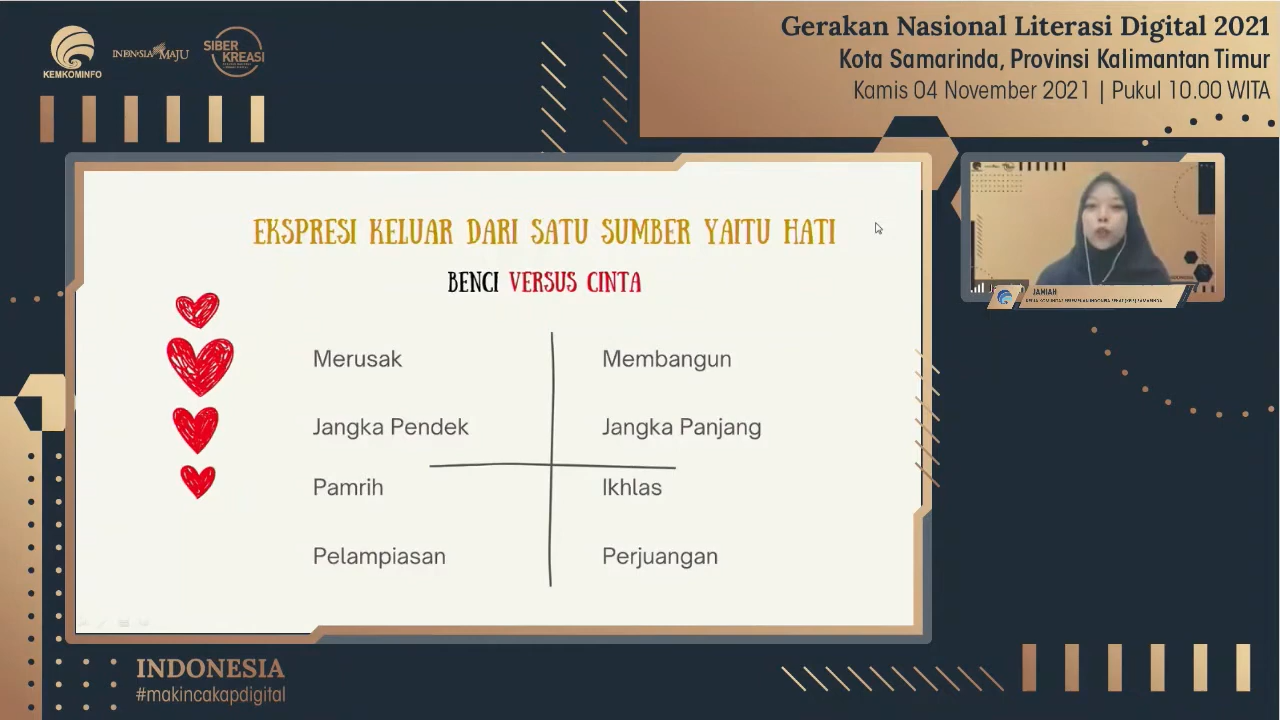 KEMKOMINFO
INDONESIA MAJU
SIBER
KREASI
Gerakan Nasional Literasi Digital 2021
Kota Samarinda, Provinsi Kalimantan Timur
Kamis 04 November 2021 | Pukul 10.00 WITA
EKSPRESI KELUAR DARI SATU SUMBER YAITU HATI
BENCI VERSUS CINTA
Merusak Membangun
Jangka Pendek Jangka Panjang
Pamrih Ikhlas
Pelampiasan Perjuangan
JAMIAH
INDONESIA
#makincakapdigital